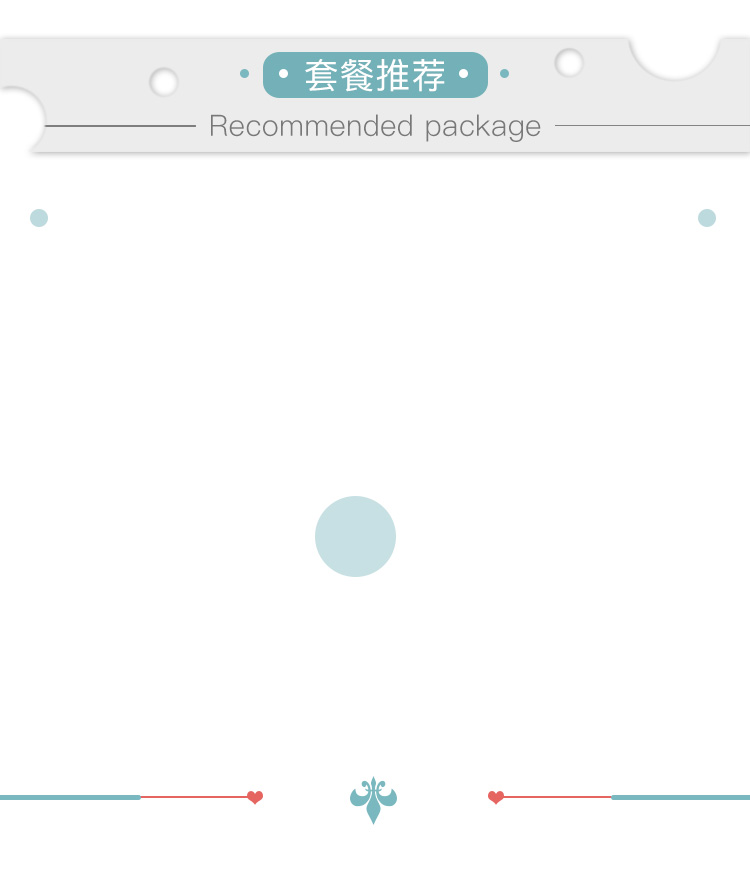 套餐推荐
Recommended package